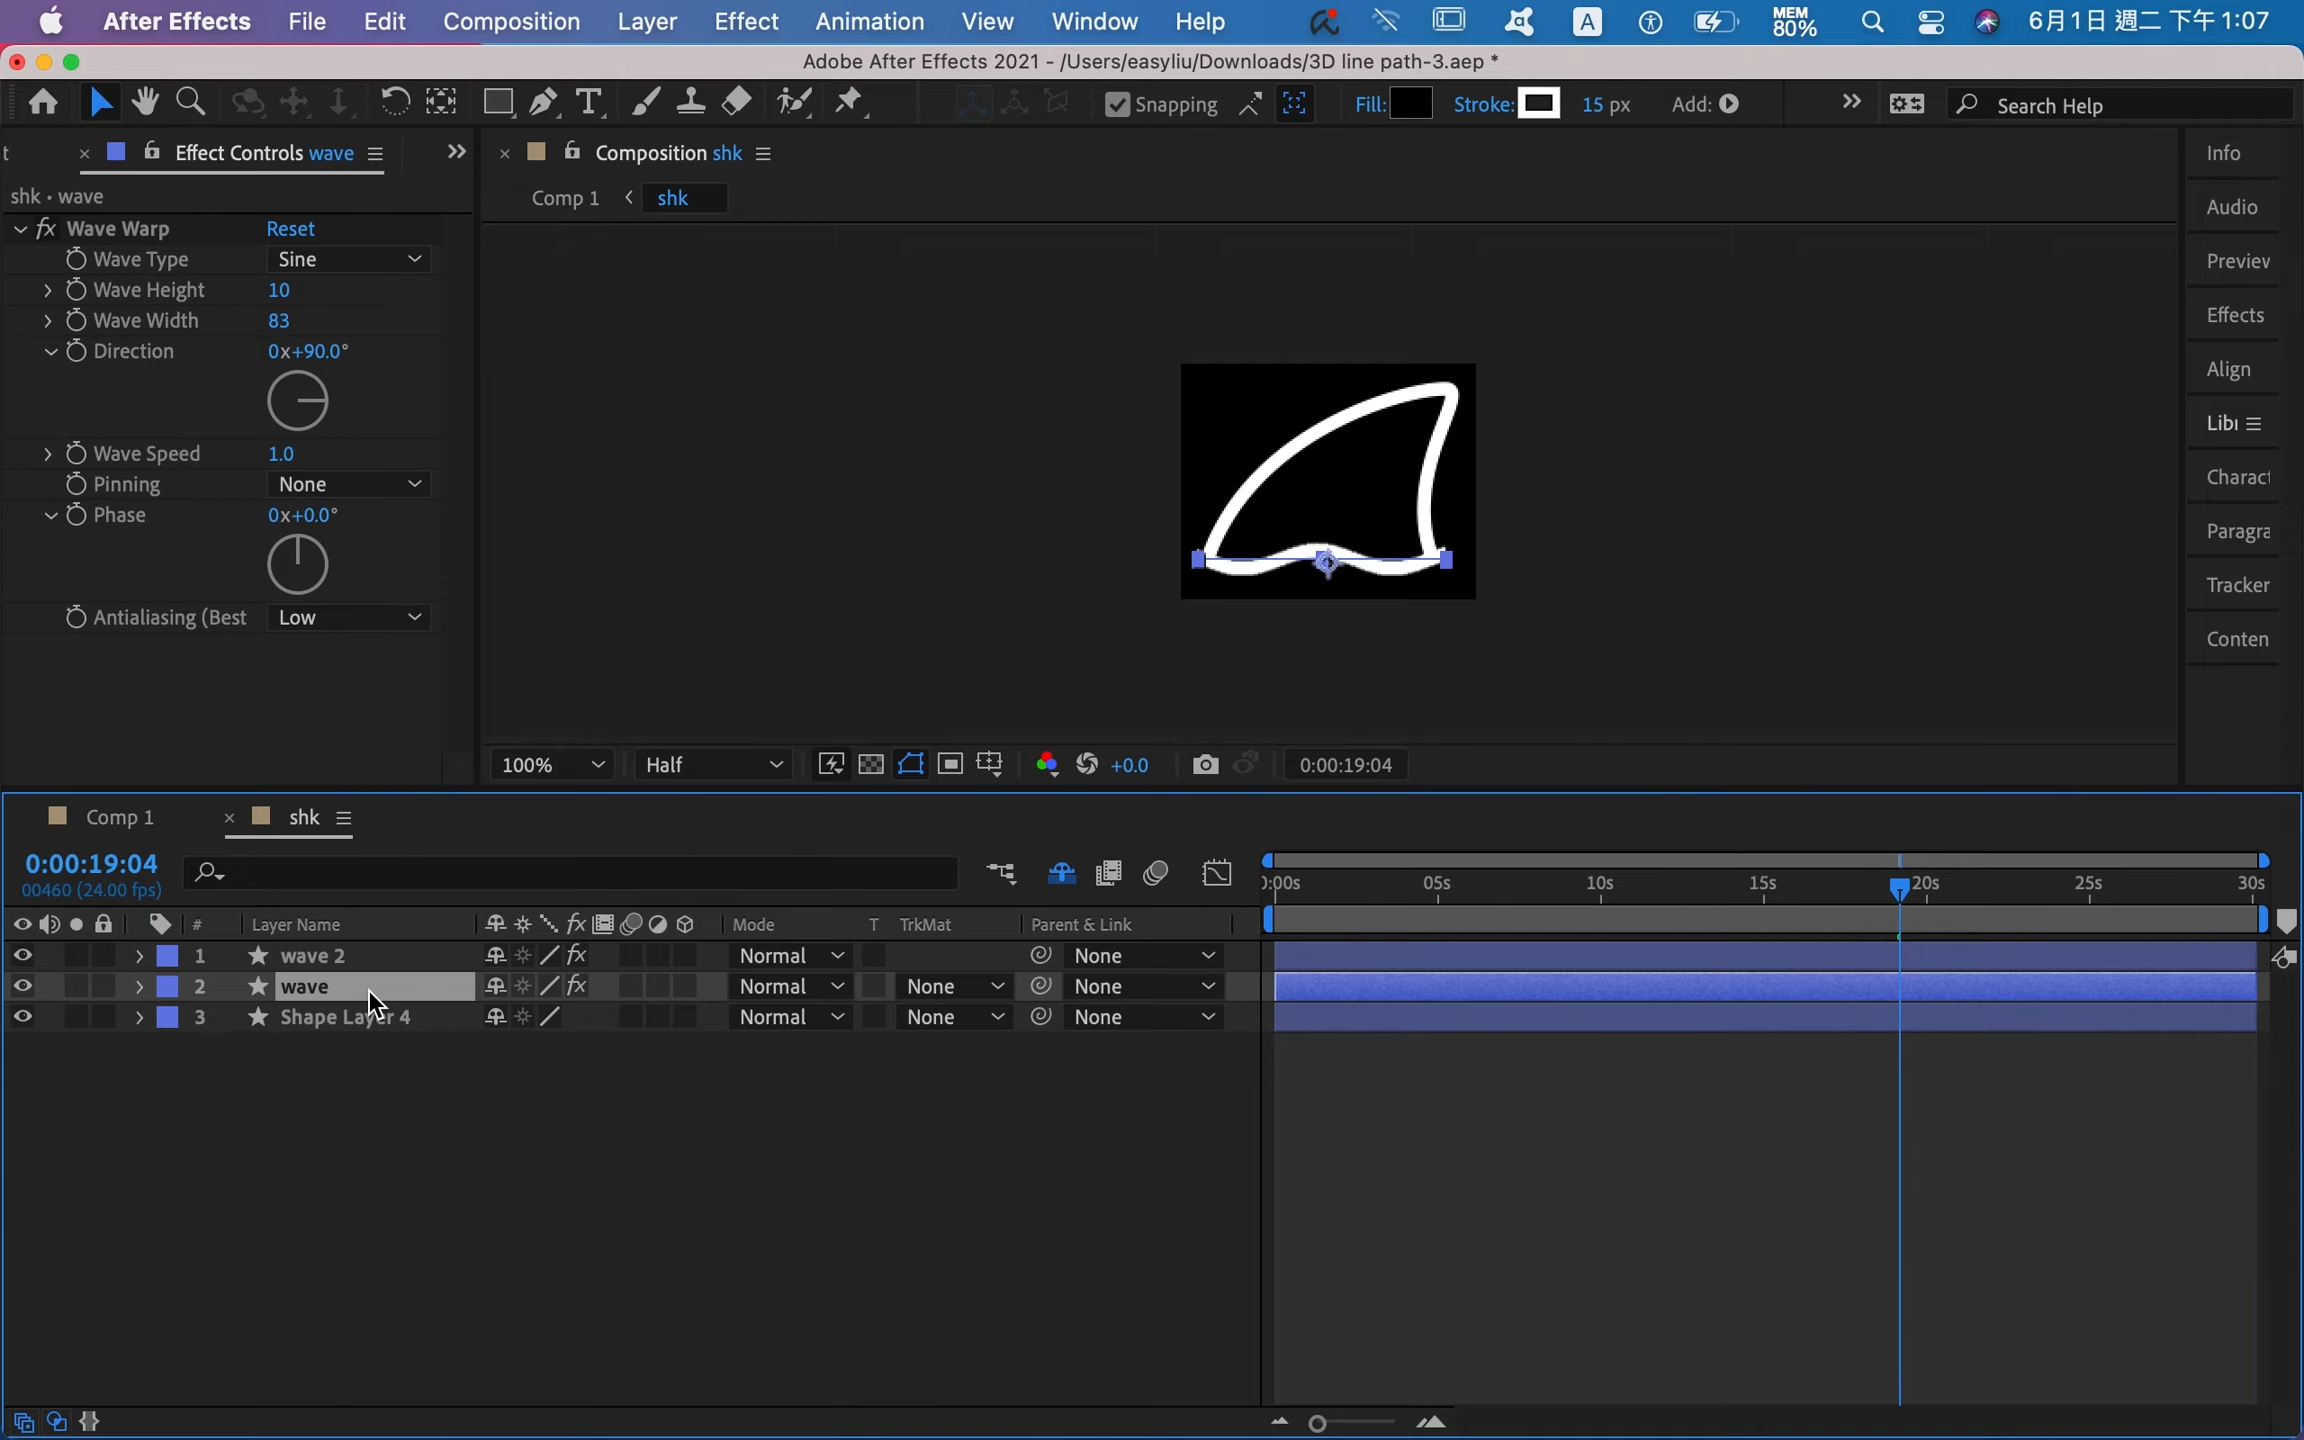 After Effects File Edit Composition Layer Effect Animation View Window Help A MEM 80% 6月1日 週二 下午 1:07
Adobe After Effects 2021 - /Users/easyliu/Downloads/3D line path-3.aep *
T Snapping Fill: Stroke: 15 px Add: Search Help
t × Effect Controls wave × Composition shk Info
shk • wave Comp 1 shk
fx Wave Warp Reset Audio
Wave Type Sine Preview
Wave Height 10
Wave Width 83 Effects
Direction 0x+90.0° Align
Libr
Wave Speed 1.0 Charact
Pinning None
Phase 0x+0.0° Paragra
Tracker
Antialiasing (Best Low Conten
100% Half +0.0 0:00:19:04
Comp 1 × shk
0:00:19:04
00460 (24.00 fps) 0:00s 05s 10s 15s 20s 25s 30s
# Layer Name fx Mode T TrkMat Parent & Link
1 wave 2 fx Normal None
2 wave fx Normal None None
3 Shape Layer 4 Normal None None